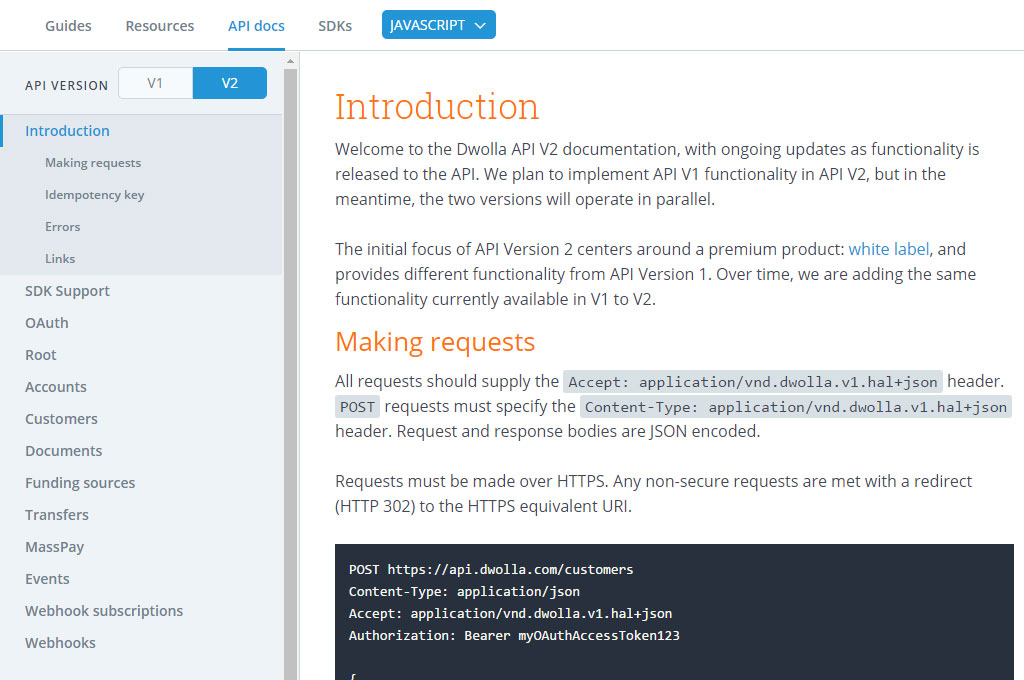 Guides Resources API docs SDKs JAVASCRIPT
API VERSION V1 V2
Introduction
Making requests
Idempotency key
Errors
Links
SDK Support
OAuth
Root
Accounts
Customers
Documents
Funding sources
Transfers
MassPay
Events
Webhook subscriptions
Webhooks
Introduction
Welcome to the Dwolla API V2 documentation, with ongoing updates as functionality is
released to the API. We plan to implement API V1 functionality in API V2, but in the
meantime, the two versions will operate in parallel.
The initial focus of API Version 2 centers around a premium product: white label, and
provides different functionality from API Version 1. Over time, we are adding the same
functionality currently available in V1 to V2.
Making requests
All requests should supply the Accept: application/vnd.dwolla.v1.hal+json header.
POST requests must specify the Content-Type: application/vnd.dwolla.v1.hal+json
header. Request and response bodies are JSON encoded.
Requests must be made over HTTPS. Any non-secure requests are met with a redirect
(HTTP 302) to the HTTPS equivalent URI.
POST https://api.dwolla.com/customers
Content-Type: application/json
Accept: application/vnd.dwolla.v1.hal+json
Authorization: Bearer myOAuthAccessToken123
{